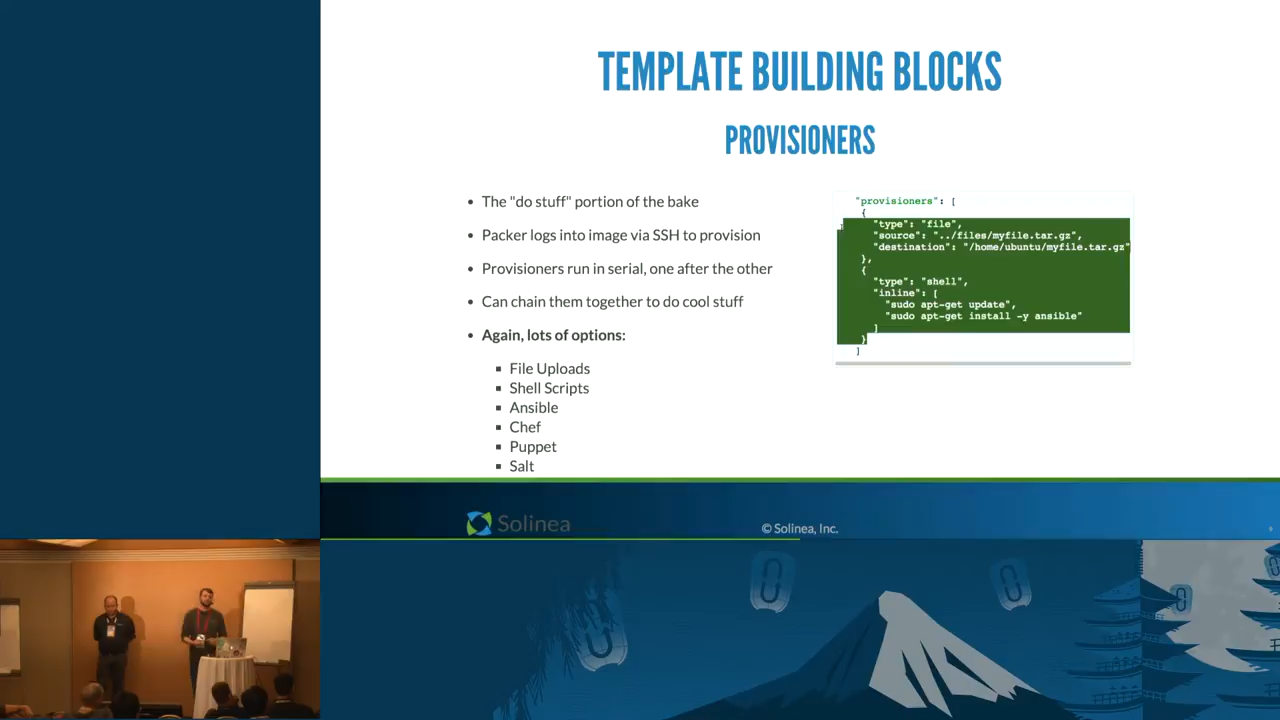 TEMPLATE BUILDING BLOCKS
PROVISIONERS
The "do stuff" portion of the bake
Packer logs into image via SSH to provision
Provisioners run in serial, one after the other
Can chain them together to do cool stuff
Again, lots of options:
File Uploads
Shell Scripts
Ansible
Chef
Puppet
Salt
"provisioners": [
{
"type": "file",
"source": "../files/myfile.tar.gz",
"destination": "/home/ubuntu/myfile.tar.gz"
},
{
"type": "shell",
"inline": [
"sudo apt-get update",
"sudo apt-get install -y ansible"
]
}
]
Solinea
© Solinea, Inc.